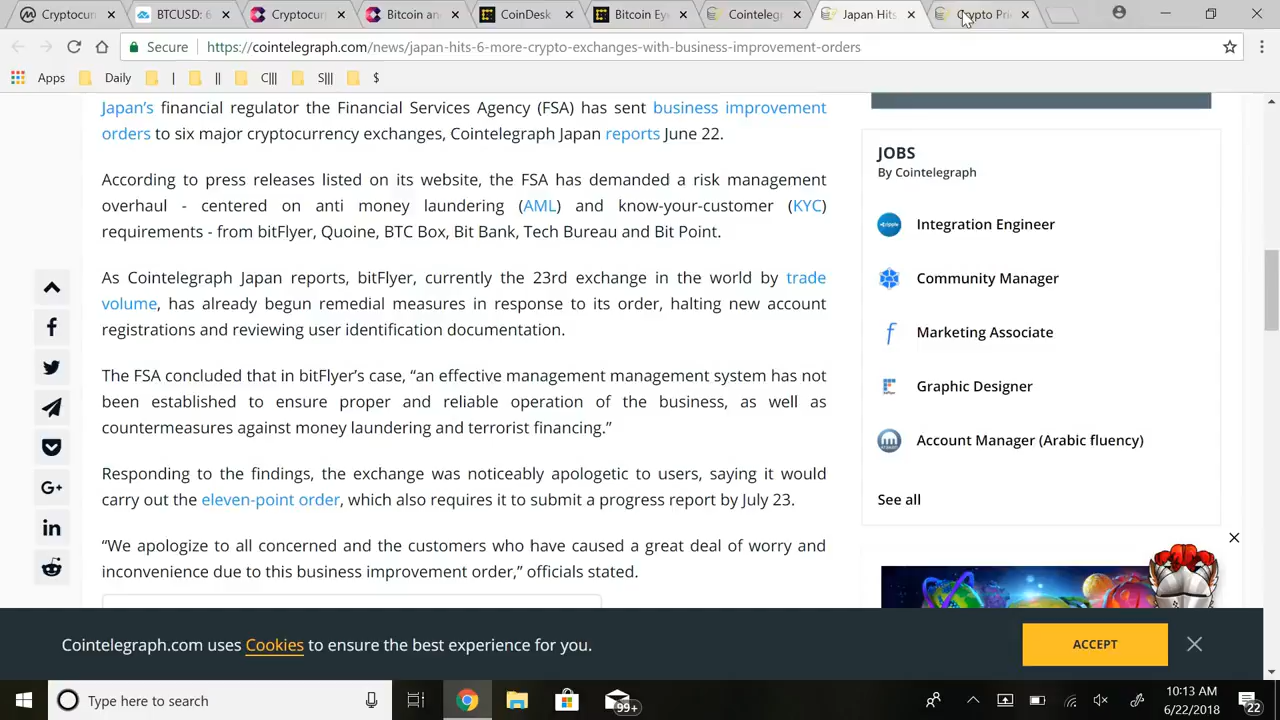 Cryptocurr
BTCUSD: 6
Cryptocurr
Bitcoin and
CoinDesk
Bitcoin Eye
Cointelegr
Japan Hits
Crypto Pri
Secure
https://cointelegraph.com/news/japan-hits-6-more-crypto-exchanges-with-business-improvement-orders
Apps Daily | || C||| S||| $
Japan's financial regulator the Financial Services Agency (FSA) has sent business improvement
orders to six major cryptocurrency exchanges, Cointelegraph Japan reports June 22.
According to press releases listed on its website, the FSA has demanded a risk management
overhaul - centered on anti money laundering (AML) and know-your-customer (KYC)
requirements - from bitFlyer, Quoine, BTC Box, Bit Bank, Tech Bureau and Bit Point.
As Cointelegraph Japan reports, bitFlyer, currently the 23rd exchange in the world by trade
volume, has already begun remedial measures in response to its order, halting new account
registrations and reviewing user identification documentation.
The FSA concluded that in bitFlyer's case, “an effective management management system has not
been established to ensure proper and reliable operation of the business, as well as
countermeasures against money laundering and terrorist financing.”
Responding to the findings, the exchange was noticeably apologetic to users, saying it would
carry out the eleven-point order, which also requires it to submit a progress report by July 23.
“We apologize to all concerned and the customers who have caused a great deal of worry and
inconvenience due to this business improvement order,” officials stated.
JOBS
By Cointelegraph
Integration Engineer
Community Manager
Marketing Associate
Graphic Designer
Account Manager (Arabic fluency)
See all
Cointelegraph.com uses Cookies to ensure the best experience for you.
ACCEPT
Type here to search
99+
10:13 AM
6/22/2018
22